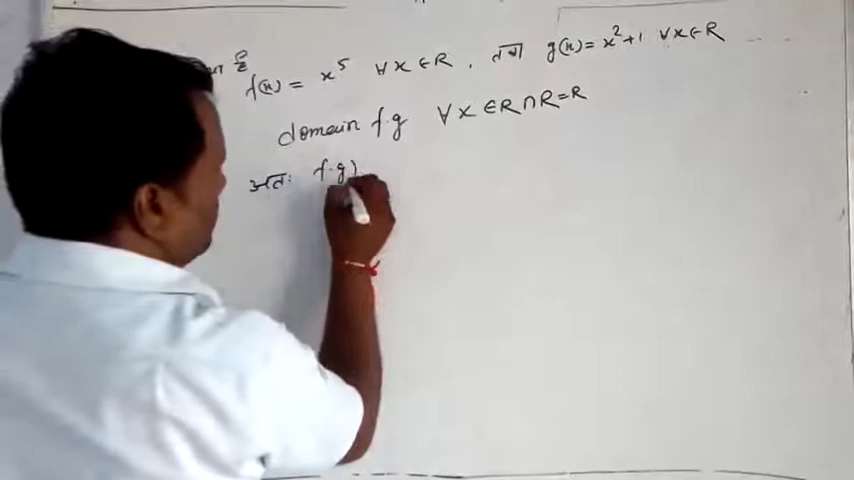 है f(x) = x⁵ ∀x∈R , तथा g(x) = x²+1 ∀x∈R
domain f·g ∀x∈R∩R=R
अतः f·g)